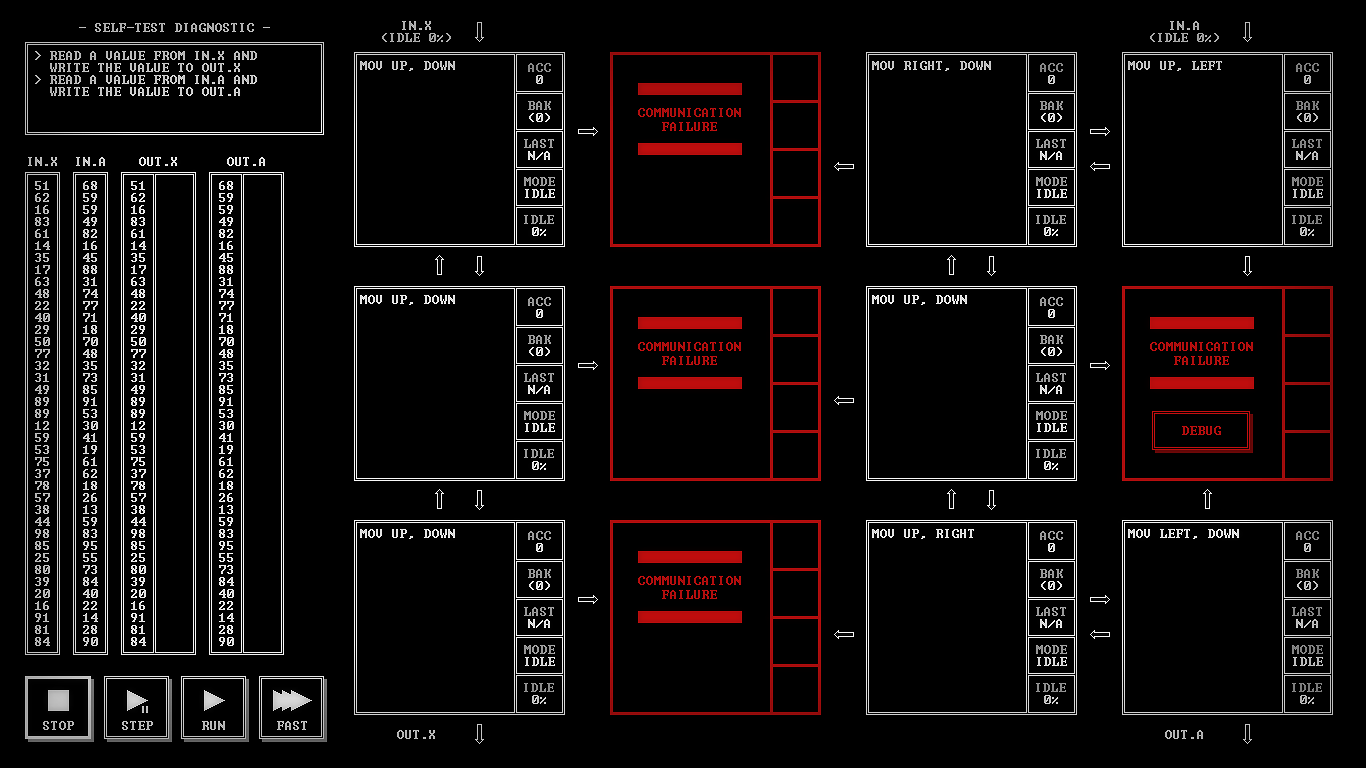 — SELF-TEST DIAGNOSTIC —
> READ A VALUE FROM IN.X AND
WRITE THE VALUE TO OUT.X
> READ A VALUE FROM IN.A AND
WRITE THE VALUE TO OUT.A
IN.X IN.A OUT.X OUT.A
51 68 51 68
62 59 62 59
16 59 16 59
83 49 83 49
61 82 61 82
14 16 14 16
35 45 35 45
17 88 17 88
63 31 63 31
48 74 48 74
22 77 22 77
40 71 40 71
29 18 29 18
50 70 50 70
77 48 77 48
32 35 32 35
31 73 31 73
49 85 49 85
89 91 89 91
89 53 89 53
12 30 12 30
59 41 59 41
53 19 53 19
75 61 75 61
37 62 37 62
78 18 78 18
57 26 57 26
38 13 38 13
44 59 44 59
98 83 98 83
85 95 85 95
25 55 25 55
80 73 80 73
39 84 39 84
20 40 20 40
16 22 16 22
91 14 91 14
81 28 81 28
84 90 84 90
STOP
STEP
RUN
FAST
IN.X
(IDLE 0%)
IN.A
(IDLE 0%)
MOV UP, DOWN
ACC
0
BAK
(0)
LAST
N/A
MODE
IDLE
IDLE
0%
COMMUNICATION
FAILURE
MOV RIGHT, DOWN
ACC
0
BAK
(0)
LAST
N/A
MODE
IDLE
IDLE
0%
MOV UP, LEFT
ACC
0
BAK
(0)
LAST
N/A
MODE
IDLE
IDLE
0%
MOV UP, DOWN
ACC
0
BAK
(0)
LAST
N/A
MODE
IDLE
IDLE
0%
COMMUNICATION
FAILURE
MOV UP, DOWN
ACC
0
BAK
(0)
LAST
N/A
MODE
IDLE
IDLE
0%
COMMUNICATION
FAILURE
DEBUG
MOV UP, DOWN
ACC
0
BAK
(0)
LAST
N/A
MODE
IDLE
IDLE
0%
COMMUNICATION
FAILURE
MOV UP, RIGHT
ACC
0
BAK
(0)
LAST
N/A
MODE
IDLE
IDLE
0%
MOV LEFT, DOWN
ACC
0
BAK
(0)
LAST
N/A
MODE
IDLE
IDLE
0%
OUT.X
OUT.A